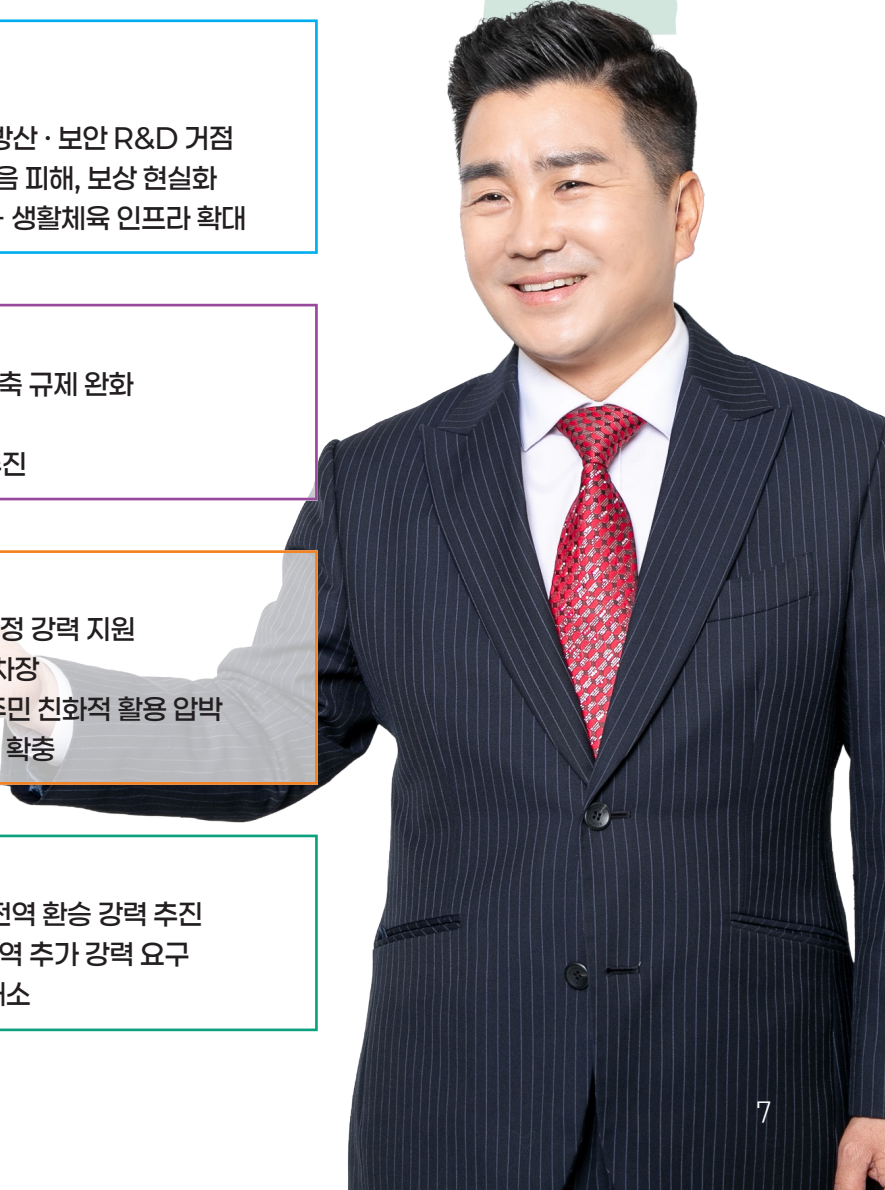 방산 · 보안 R&D 거점
음 피해, 보상 현실화
· 생활체육 인프라 확대
축 규제 완화
추진
정 강력 지원
차장
주민 친화적 활용 압박
확충
전역 환승 강력 추진
역 추가 강력 요구
해소
7